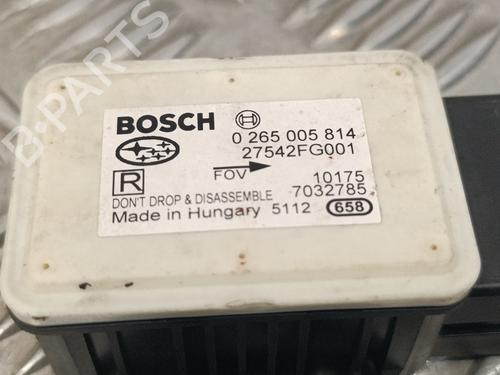 BOSCH
0 265 005 814
27542FG001
FOV
R
10175
7032785
DON'T DROP & DISASSEMBLE
Made in Hungary 5112 658
B-PARTS